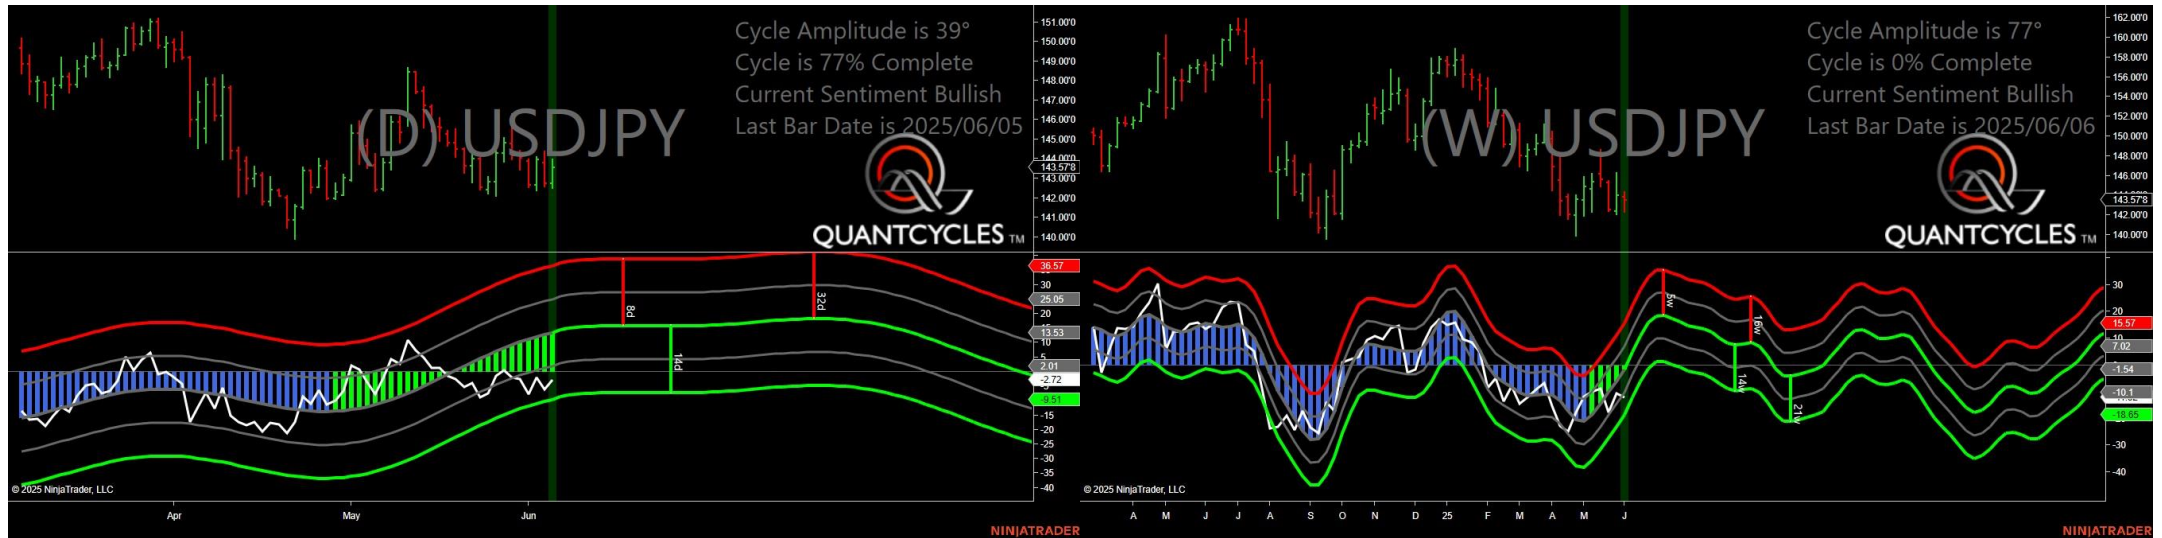 Cycle Amplitude is 39°
Cycle is 77% Complete
Current Sentiment Bullish
Last Bar Date is 2025/06/05
(D) USDJPY
QUANTCYCLES TM
151.00'0
150.00'0
149.00'0
148.00'0
147.00'0
146.00'0
145.00'0
144.00'0
143.57'8
143.00'0
142.00'0
141.00'0
140.00'0
36.57
30
25.05
20
13.53
10
5
2.01
-2.72
-9.51
-15
-20
-25
-30
-35
-40
8d
14d
32d
© 2025 NinjaTrader, LLC
Apr
May
Jun
NINJATRADER
Cycle Amplitude is 77°
Cycle is 0% Complete
Current Sentiment Bullish
Last Bar Date is 2025/06/06
(W) USDJPY
QUANTCYCLES TM
162.00'0
160.00'0
158.00'0
156.00'0
154.00'0
152.00'0
150.00'0
148.00'0
146.00'0
143.57'8
142.00'0
140.00'0
30
20
15.57
7.02
-1.54
-10.1
-18.65
-30
-40
5w
16w
14w
21w
© 2025 NinjaTrader, LLC
A M J J A S O N D 25 F M A M J
NINJATRADER